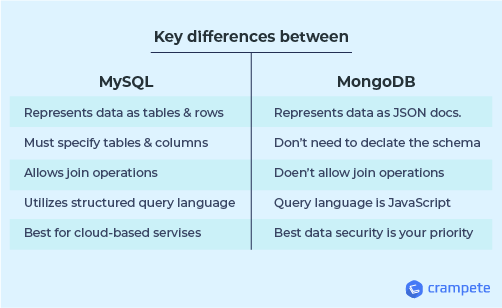 Key differences between
MySQL
MongoDB
Represents data as tables & rows
Represents data as JSON docs.
Must specify tables & columns
Don't need to declate the schema
Allows join operations
Doen't allow join operations
Utilizes structured query language
Query language is JavaScript
Best for cloud-based servises
Best data security is your priority
crampete